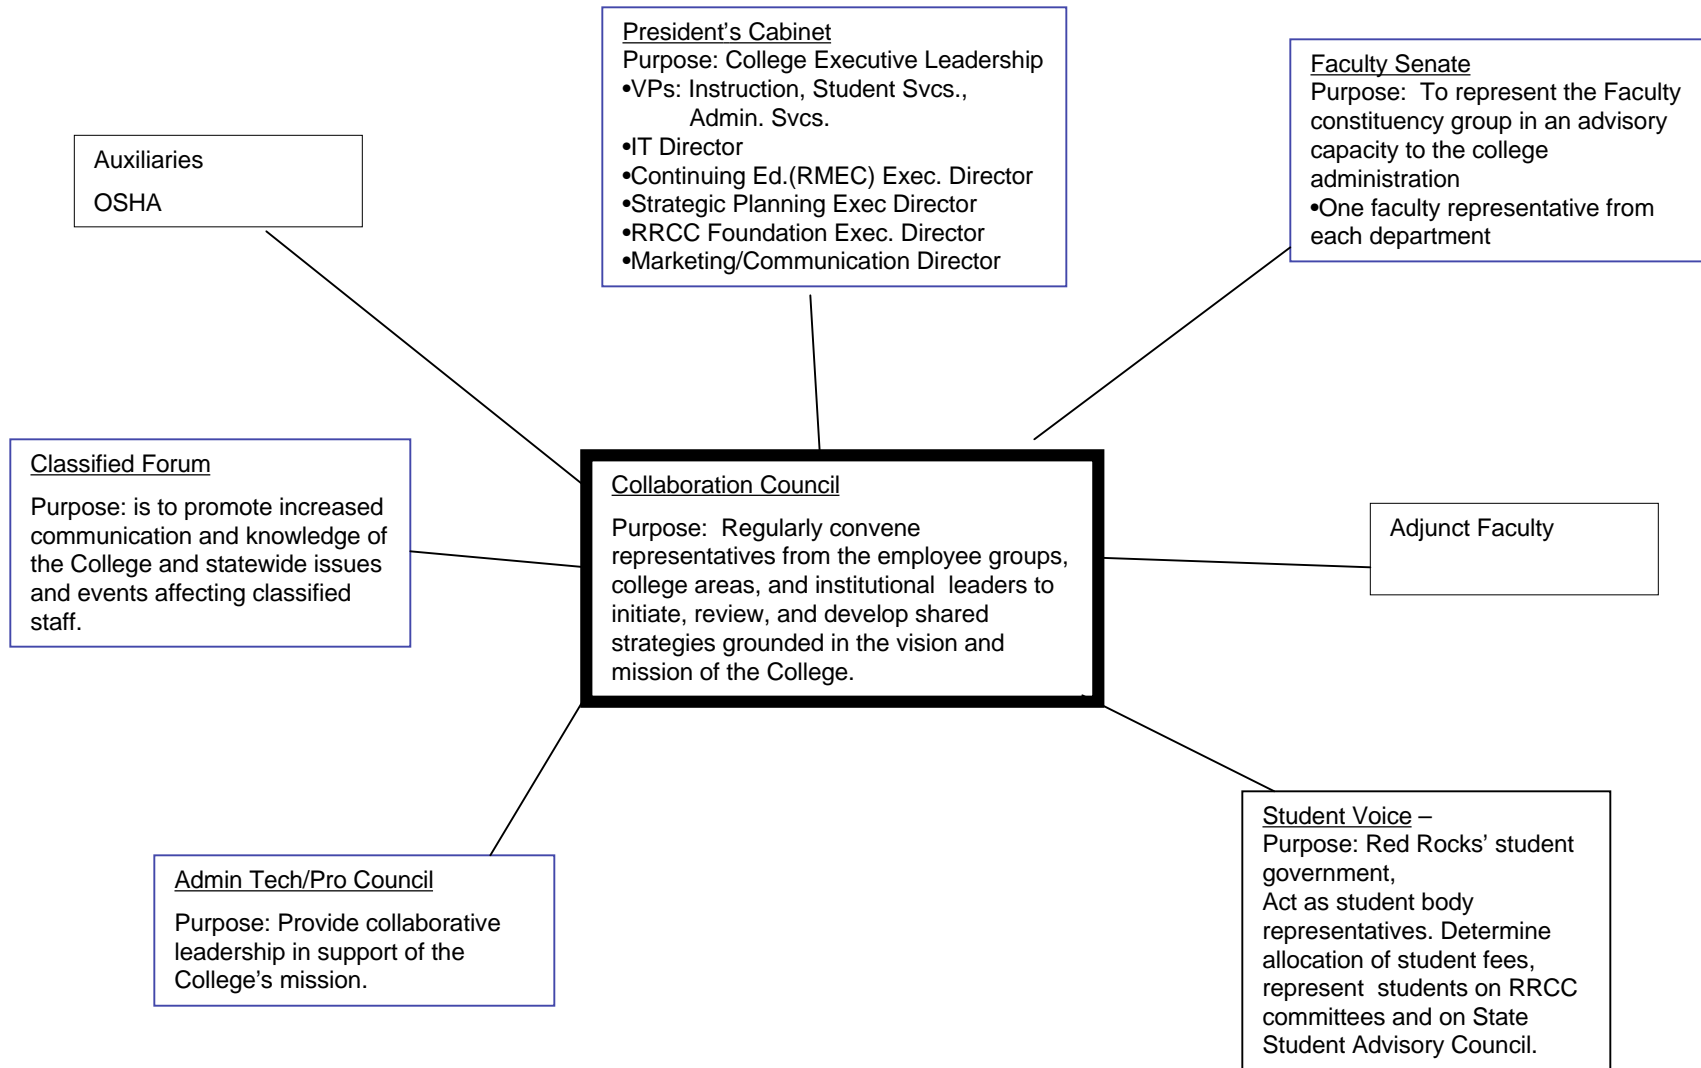 President’s Cabinet
Purpose: College Executive Leadership
•VPs: Instruction, Student Svcs.,
Admin. Svcs.
•IT Director
•Continuing Ed.(RMEC) Exec. Director
•Strategic Planning Exec Director
•RRCC Foundation Exec. Director
•Marketing/Communication Director
Faculty Senate
Purpose:  To represent the Faculty
constituency group in an advisory
capacity to the college
administration
•One faculty representative from
each department
Auxiliaries
OSHA
Classified Forum
Purpose: is to promote increased
communication and knowledge of
the College and statewide issues
and events affecting classified
staff.
Collaboration Council
Purpose:  Regularly convene
representatives from the employee groups,
college areas, and institutional  leaders to
initiate, review, and develop shared
strategies grounded in the vision and
mission of the College.
Adjunct Faculty
Admin Tech/Pro Council
Purpose: Provide collaborative
leadership in support of the
College’s mission.
Student Voice –
Purpose: Red Rocks’ student
government,
Act as student body
representatives. Determine
allocation of student fees,
represent  students on RRCC
committees and on State
Student Advisory Council.